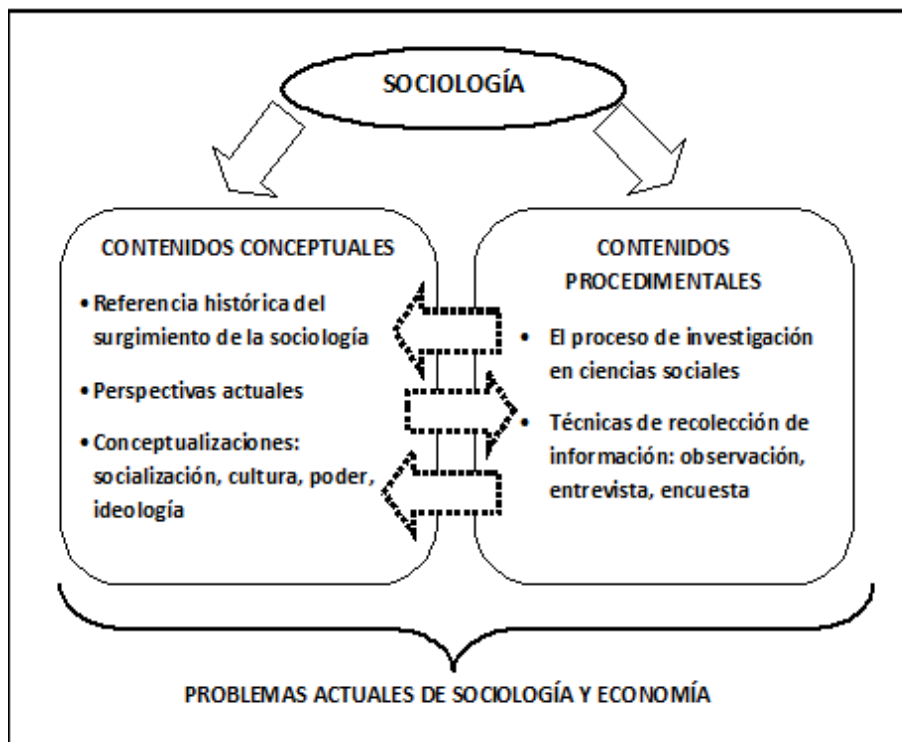 SOCIOLOGÍA
CONTENIDOS CONCEPTUALES
• Referencia histórica del
surgimiento de la sociología
• Perspectivas actuales
• Conceptualizaciones:
socialización, cultura, poder,
ideología
CONTENIDOS
PROCEDIMENTALES
• El proceso de investigación
en ciencias sociales
• Técnicas de recolección de
información: observación,
entrevista, encuesta
PROBLEMAS ACTUALES DE SOCIOLOGÍA Y ECONOMÍA